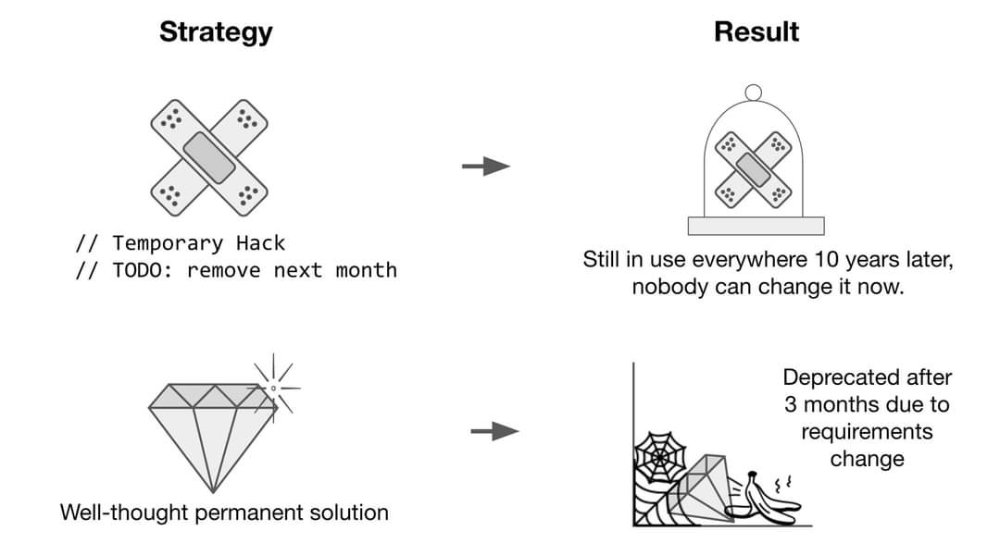 Strategy
Result
// Temporary Hack
// TODO: remove next month
Still in use everywhere 10 years later,
nobody can change it now.
Well-thought permanent solution
Deprecated after
3 months due to
requirements
change